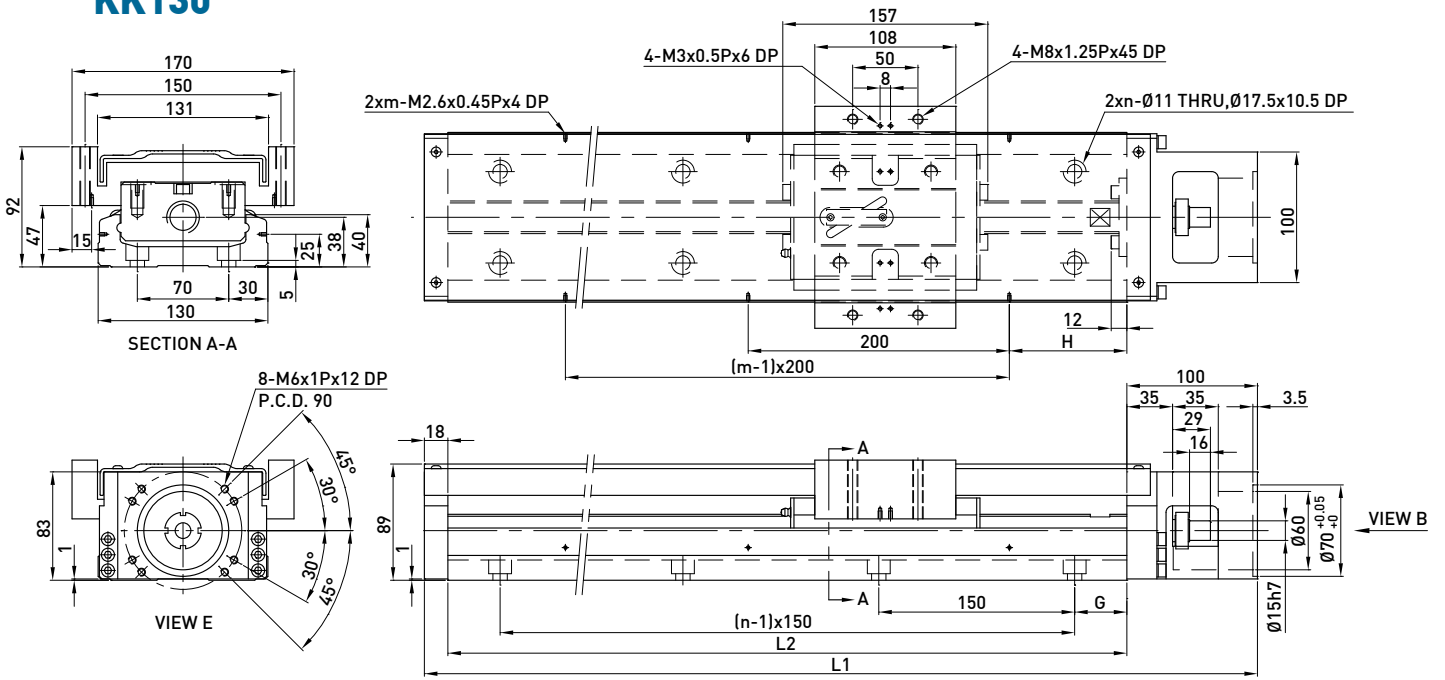 KK130
170
150
131
92
47
15
25
38
40
5
70
30
130
SECTION A-A
157
108
50
8
4-M3x0.5Px6 DP
4-M8x1.25Px45 DP
2xm-M2.6x0.45Px4 DP
2xn-Ø11 THRU,Ø17.5x10.5 DP
100
12
200
H
(m-1)x200
8-M6x1Px12 DP
P.C.D. 90
45°
30°
30°
45°
83
1
VIEW E
18
89
1
A
A
100
35
35
3.5
29
16
Ø60
Ø70 +0.05 +0
Ø15h7
VIEW B
150
G
(n-1)x150
L2
L1